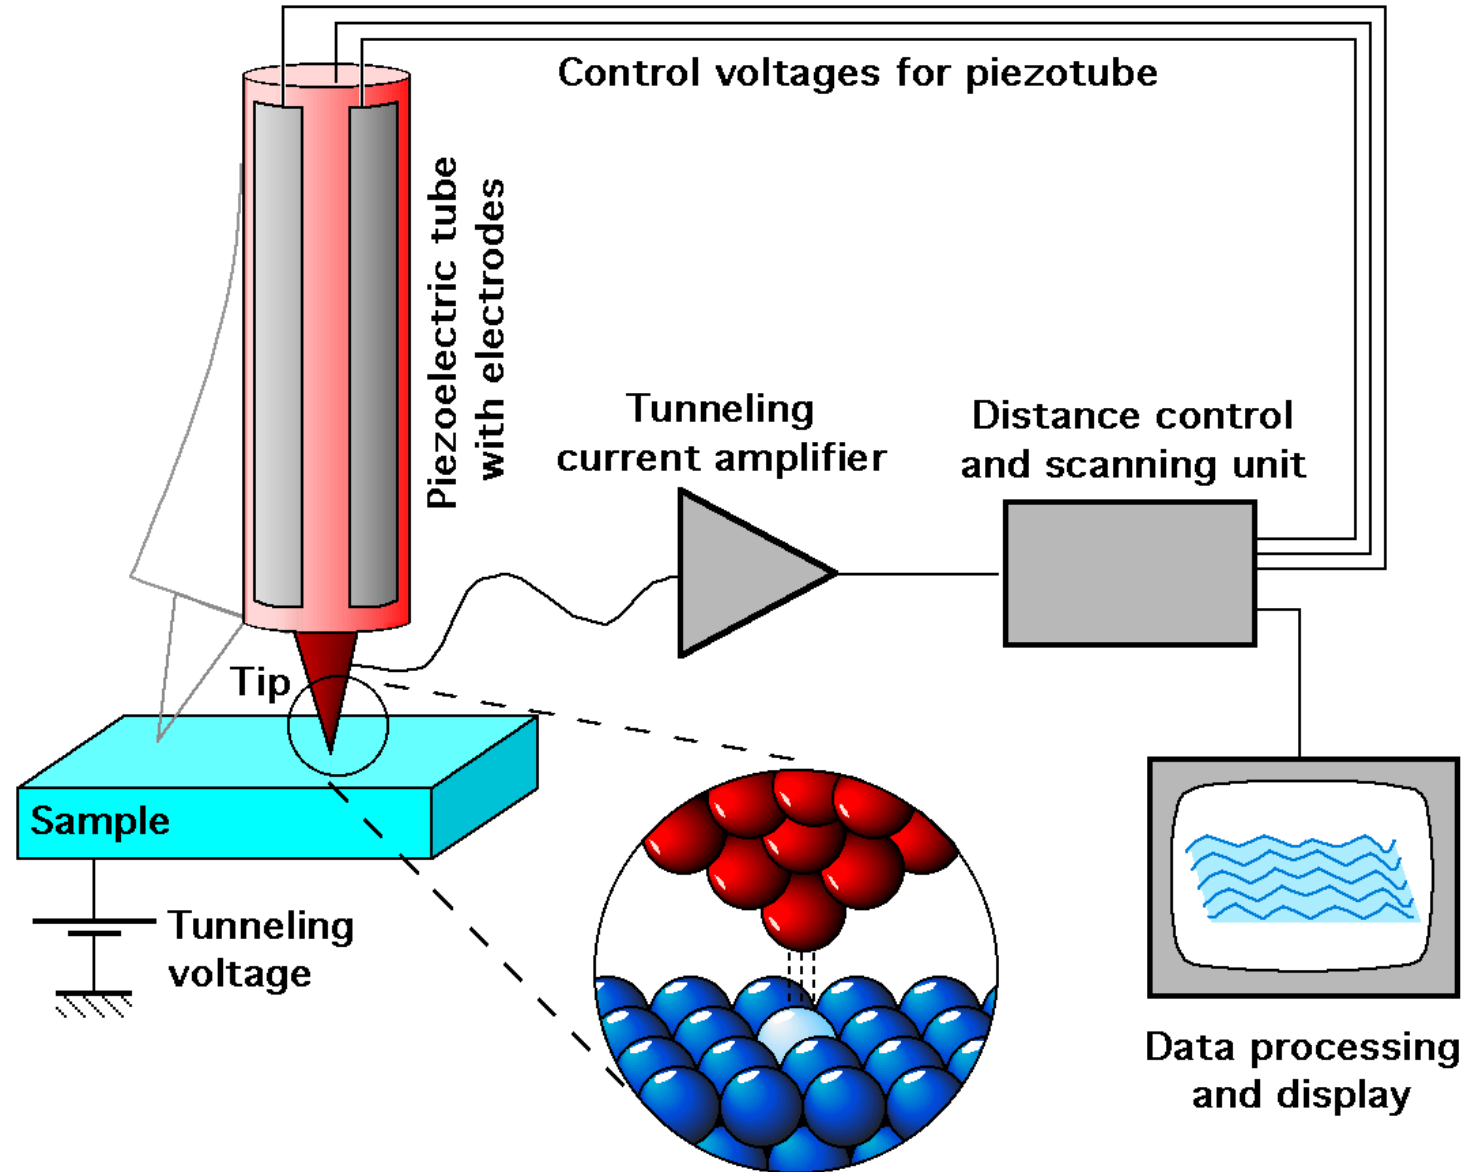 Control voltages for piezotube
Piezoelectric tube
with electrodes
Tunneling
current amplifier
Distance control
and scanning unit
Tip
Sample
Tunneling
voltage
Data processing
and display